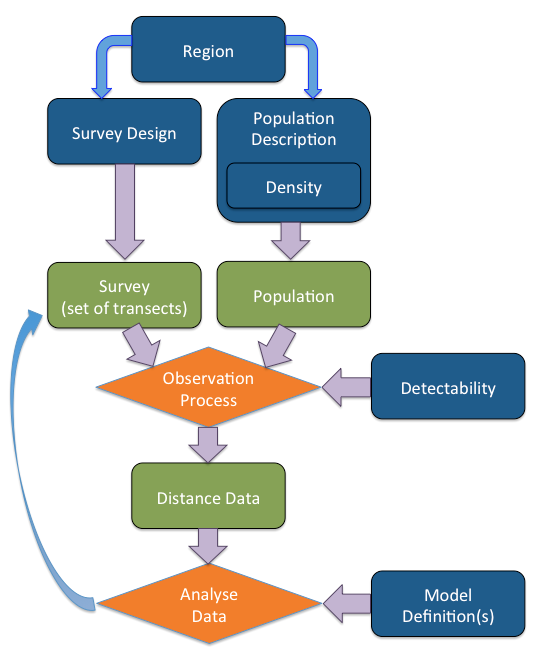 Region
Survey Design
Population
Description
Density
Survey
(set of transects)
Population
Observation
Process
Detectability
Distance Data
Analyse
Data
Model
Definition(s)